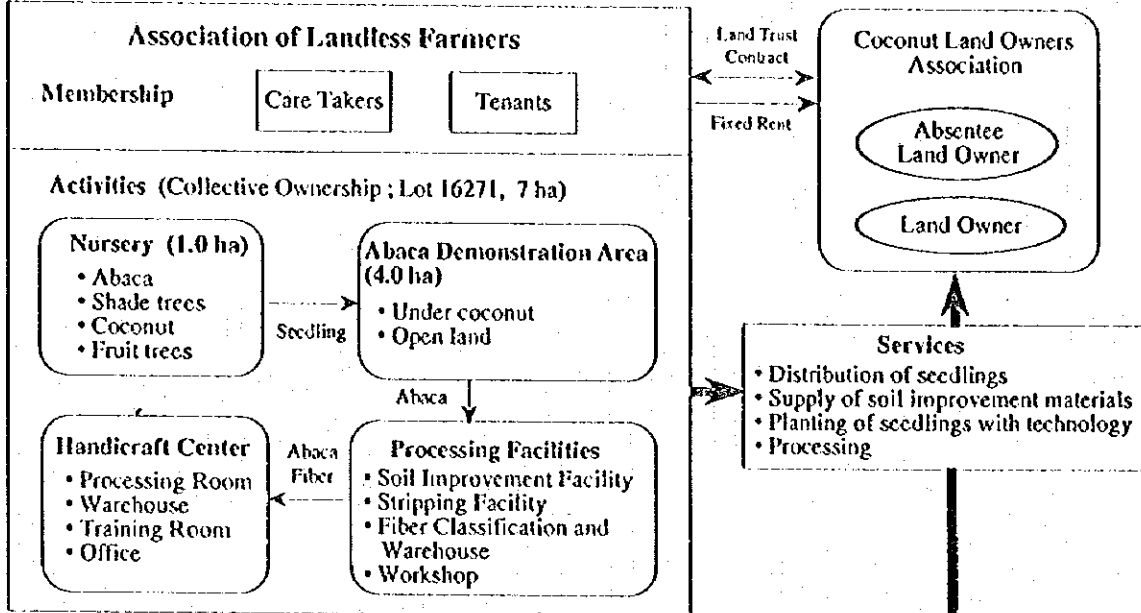 Association of Landless Farmers
Membership
Care Takers
Tenants
Land Trust
Contract
Fixed Rent
Coconut Land Owners
Association
Absentee
Land Owner
Land Owner
Activities (Collective Ownership ; Lot 16271, 7 ha)
Nursery (1.0 ha)
• Abaca
• Shade trees
• Coconut
• Fruit trees
Seedling
Abaca Demonstration Area
(4.0 ha)
• Under coconut
• Open land
Abaca
Handicraft Center
• Processing Room
• Warehouse
• Training Room
• Office
Abaca
Fiber
Processing Facilities
• Soil Improvement Facility
• Stripping Facility
• Fiber Classification and
Warehouse
• Workshop
Services
• Distribution of seedlings
• Supply of soil improvement materials
• Planting of seedlings with technology
• Processing